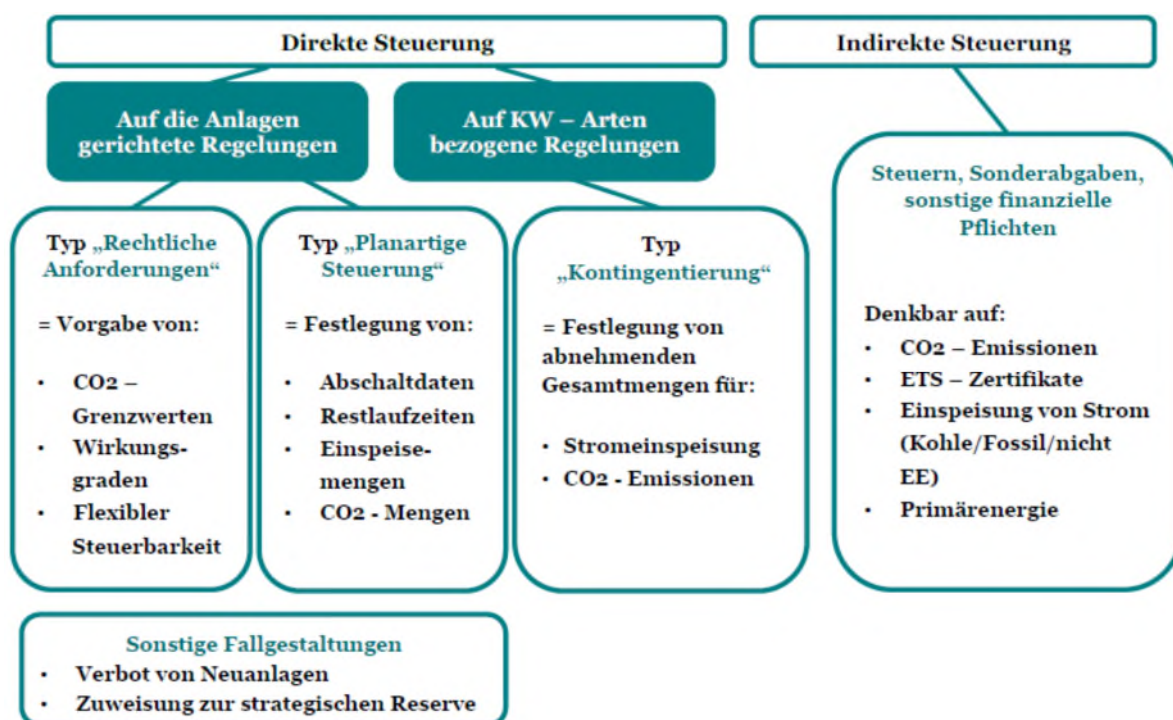 Direkte Steuerung
Indirekte Steuerung
Auf die Anlagen
gerichtete Regelungen
Auf KW – Arten
bezogene Regelungen
Typ „Rechtliche
Anforderungen“
= Vorgabe von:
• CO2 –
Grenzwerten
• Wirkungs-
graden
• Flexibler
Steuerbarkeit
Typ „Planartige
Steuerung“
= Festlegung von:
• Abschaltdaten
• Restlaufzeiten
• Einspeise-
mengen
• CO2 - Mengen
Typ
„Kontingentierung“
= Festlegung von
abnehmenden
Gesamtmengen für:
• Stromeinspeisung
• CO2 - Emissionen
Steuern, Sonderabgaben,
sonstige finanzielle
Pflichten
Denkbar auf:
• CO2 – Emissionen
• ETS – Zertifikate
• Einspeisung von Strom
(Kohle/Fossil/nicht
EE)
• Primärenergie
Sonstige Fallgestaltungen
• Verbot von Neuanlagen
• Zuweisung zur strategischen Reserve